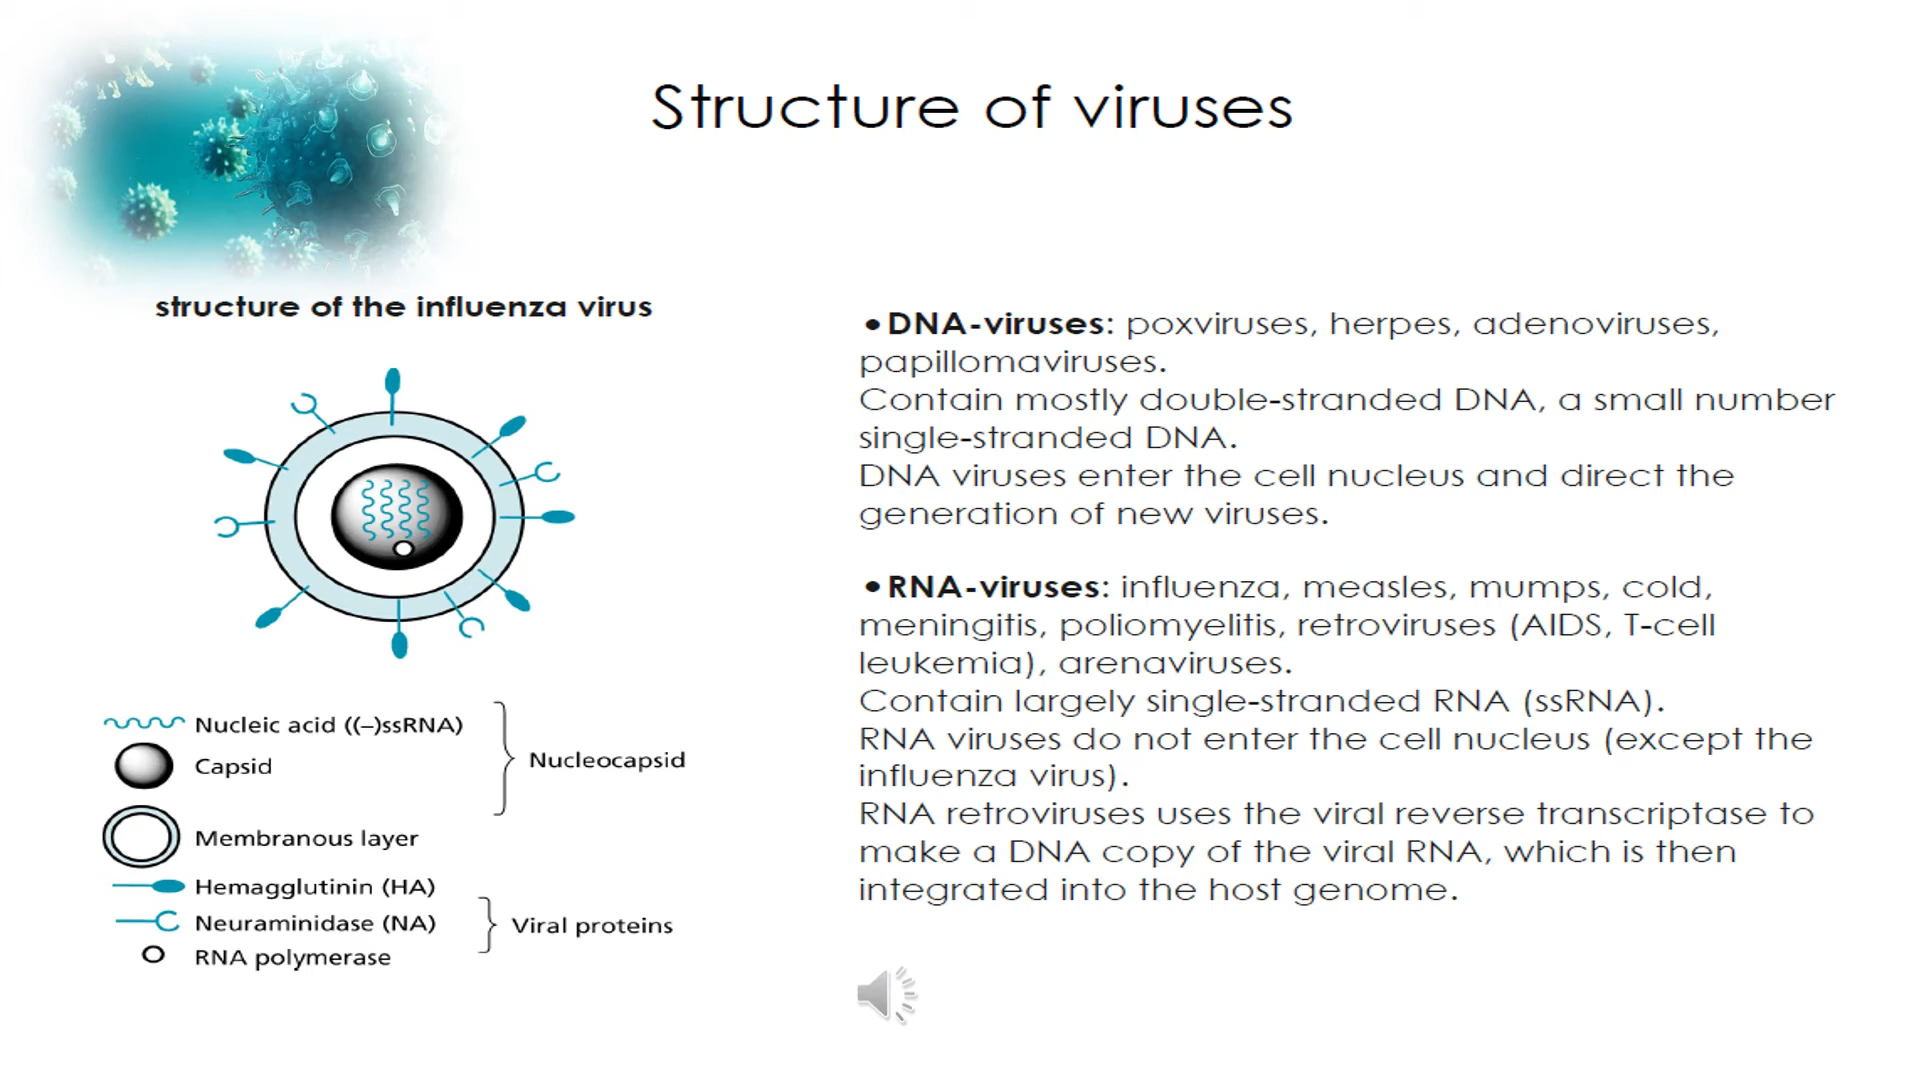 Structure of viruses
structure of the influenza virus
Nucleic acid ((–)ssRNA)
Capsid
Nucleocapsid
Membranous layer
Hemagglutinin (HA)
Neuraminidase (NA)
Viral proteins
RNA polymerase
•DNA-viruses: poxviruses, herpes, adenoviruses,
papillomaviruses.
Contain mostly double-stranded DNA, a small number
single-stranded DNA.
DNA viruses enter the cell nucleus and direct the
generation of new viruses.
•RNA-viruses: influenza, measles, mumps, cold,
meningitis, poliomyelitis, retroviruses (AIDS, T-cell
leukemia), arenaviruses.
Contain largely single-stranded RNA (ssRNA).
RNA viruses do not enter the cell nucleus (except the
influenza virus).
RNA retroviruses uses the viral reverse transcriptase to
make a DNA copy of the viral RNA, which is then
integrated into the host genome.